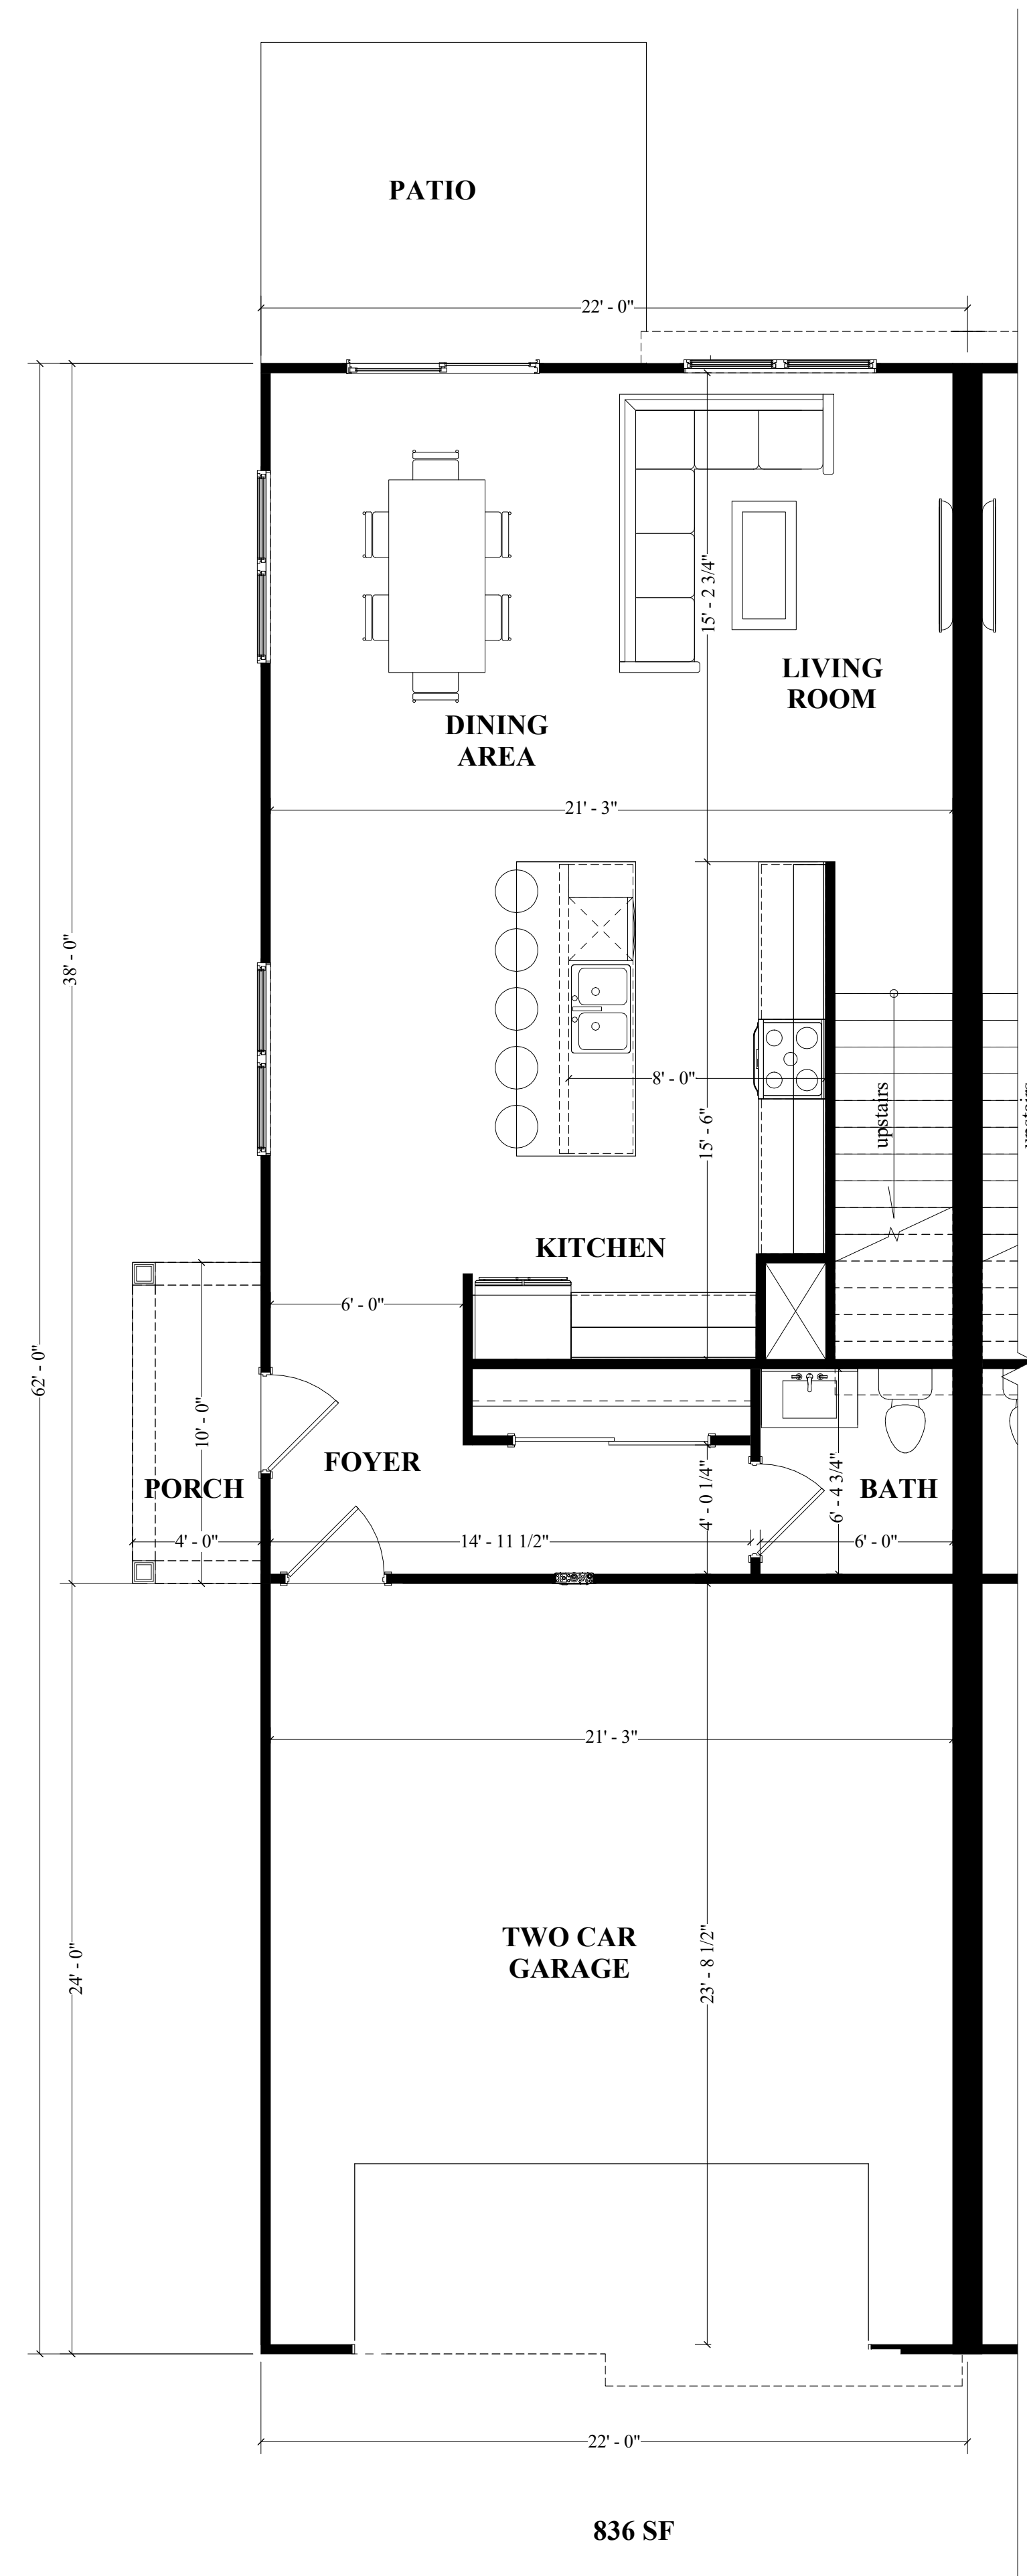 PATIO
22' - 0"
15' - 2 3/4"
LIVING
ROOM
DINING
AREA
21' - 3"
38' - 0"
8' - 0"
upstairs
upstairs
15' - 6"
KITCHEN
6' - 0"
62' - 0"
10' - 0"
FOYER
PORCH
4' - 0 1/4"
6' - 4 3/4"
BATH
4' - 0"
14' - 11 1/2"
6' - 0"
21' - 3"
TWO CAR
GARAGE
23' - 8 1/2"
24' - 0"
22' - 0"
836 SF